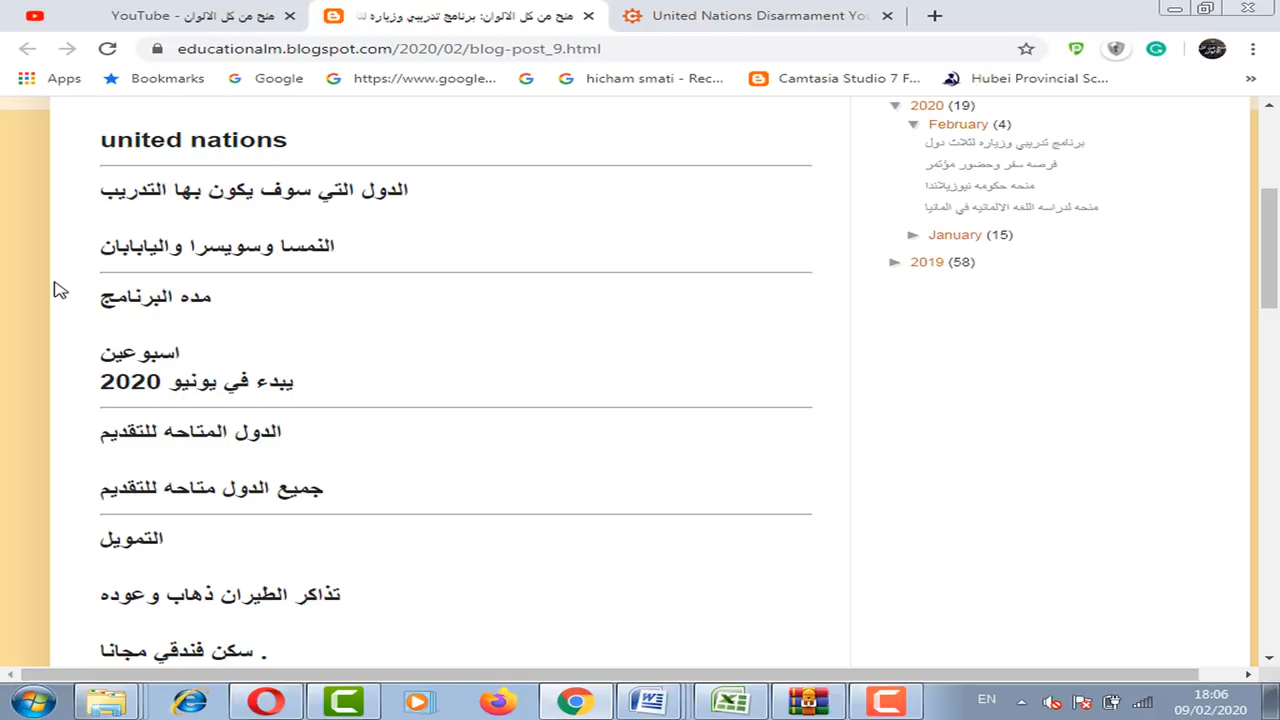 منح من كل الالوان - YouTube
منح من كل الالوان: برنامج تدريبي وزياره لثا
United Nations Disarmament You
educationalm.blogspot.com/2020/02/blog-post_9.html
Apps
Bookmarks
Google
https://www.google...
hicham smati - Rec...
Camtasia Studio 7 F...
Hubei Provincial Sc...
»
united nations
الدول التي سوف يكون بها التدريب
النمسا وسويسرا واليابابان
مده البرنامج
اسبوعين
يبدء في يونيو 2020
الدول المتاحه للتقديم
جميع الدول متاحه للتقديم
التمويل
تذاكر الطيران ذهاب وعوده
سكن فندقي مجانا .
2020 (19)
February (4)
برنامج تدريبي وزياره لثلاث دول
فرصه سفر وحضور مؤتمر
منحه حكومه نيوزيلاندا
منحه لدراسه اللغه الالمانيه في المانيا
January (15)
2019 (58)
EN
18:06
09/02/2020